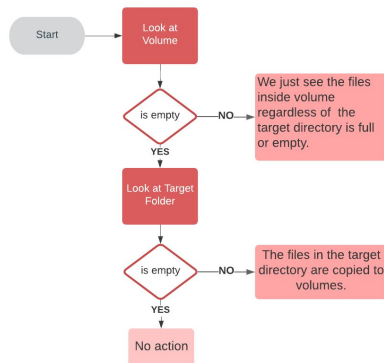 Start
Look at
Volume
is empty
NO
We just see the files
inside volume
regardless of the
target directory is full
or empty.
YES
Look at Target
Folder
is empty
NO
The files in the target
directory are copied to
volumes.
YES
No action